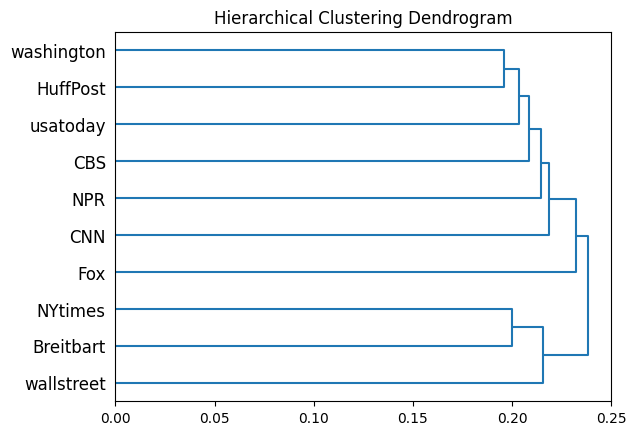 Hierarchical Clustering Dendrogram
washington
HuffPost
usatoday
CBS
NPR
CNN
Fox
NYtimes
Breitbart
wallstreet
0.00 0.05 0.10 0.15 0.20 0.25